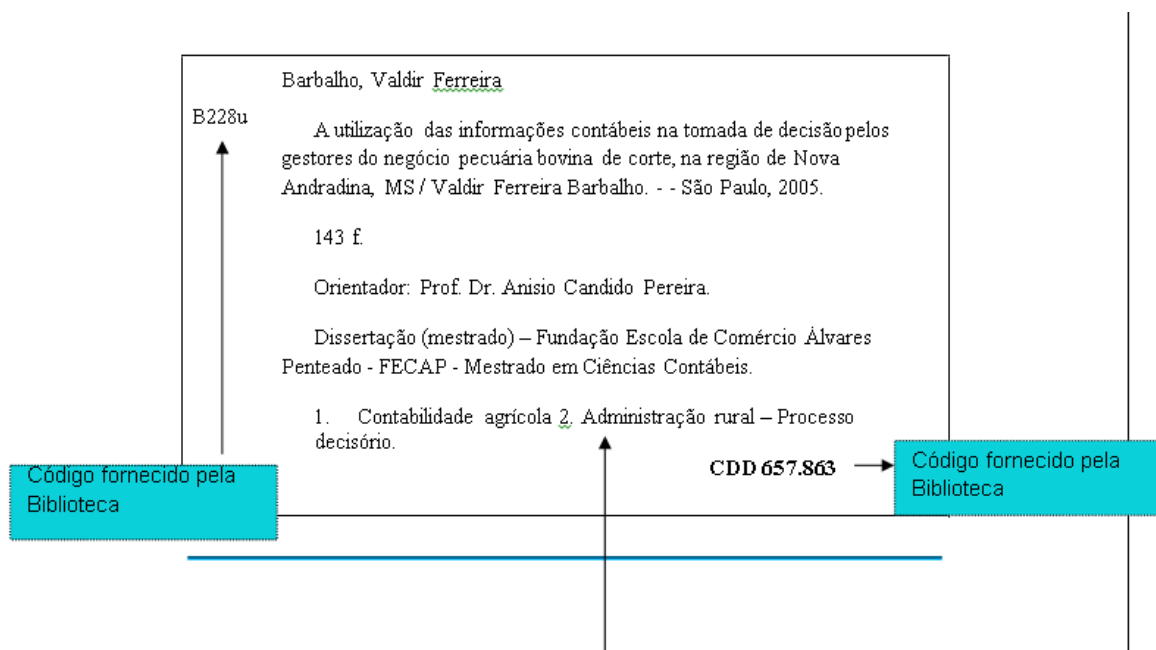 Barbalho, Valdir Ferreira
B228u
A utilização das informações contábeis na tomada de decisão pelos
gestores do negócio pecuária bovina de corte, na região de Nova
Andradina, MS / Valdir Ferreira Barbalho. - - São Paulo, 2005.
143 f.
Orientador: Prof. Dr. Anisio Candido Pereira.
Dissertação (mestrado) – Fundação Escola de Comércio Álvares
Penteado - FECAP - Mestrado em Ciências Contábeis.
1. Contabilidade agrícola 2. Administração rural – Processo
decisório.
CDD 657.863
Código fornecido pela
Biblioteca
Código fornecido pela
Biblioteca